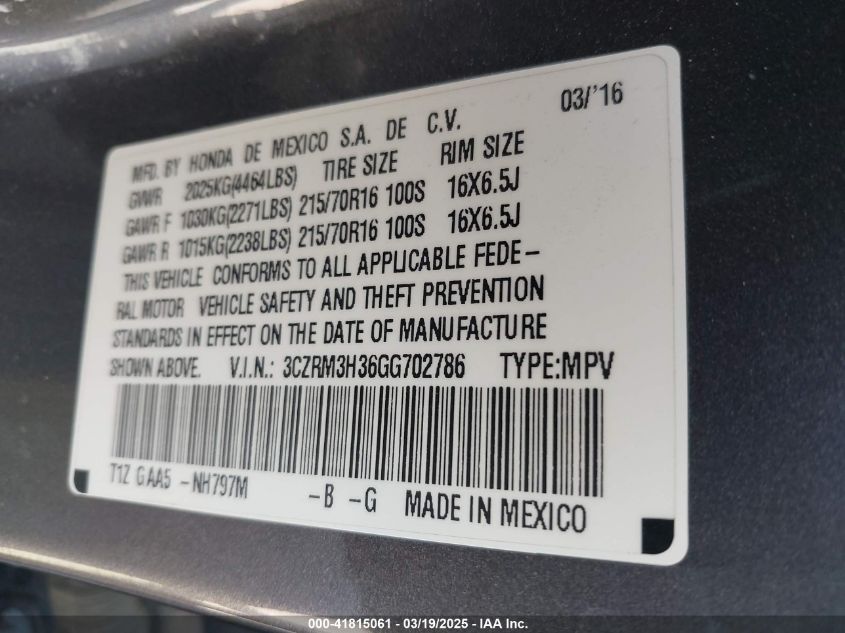 03/'16
MFD. BY HONDA DE MEXICO S.A. DE C.V.
GVWR 2025KG(4464LBS) TIRE SIZE RIM SIZE
GAWR F 1030KG(2271LBS) 215/70R16 100S 16X6.5J
GAWR R 1015KG(2238LBS) 215/70R16 100S 16X6.5J
THIS VEHICLE CONFORMS TO ALL APPLICABLE FEDE-
RAL MOTOR VEHICLE SAFETY AND THEFT PREVENTION
STANDARDS IN EFFECT ON THE DATE OF MANUFACTURE
SHOWN ABOVE. V.I.N.: 3CZRM3H36GG702786 TYPE:MPV
T1Z GAA5 -NH797M -B -G MADE IN MEXICO
000-41815061 - 03/19/2025 - IAA Inc.